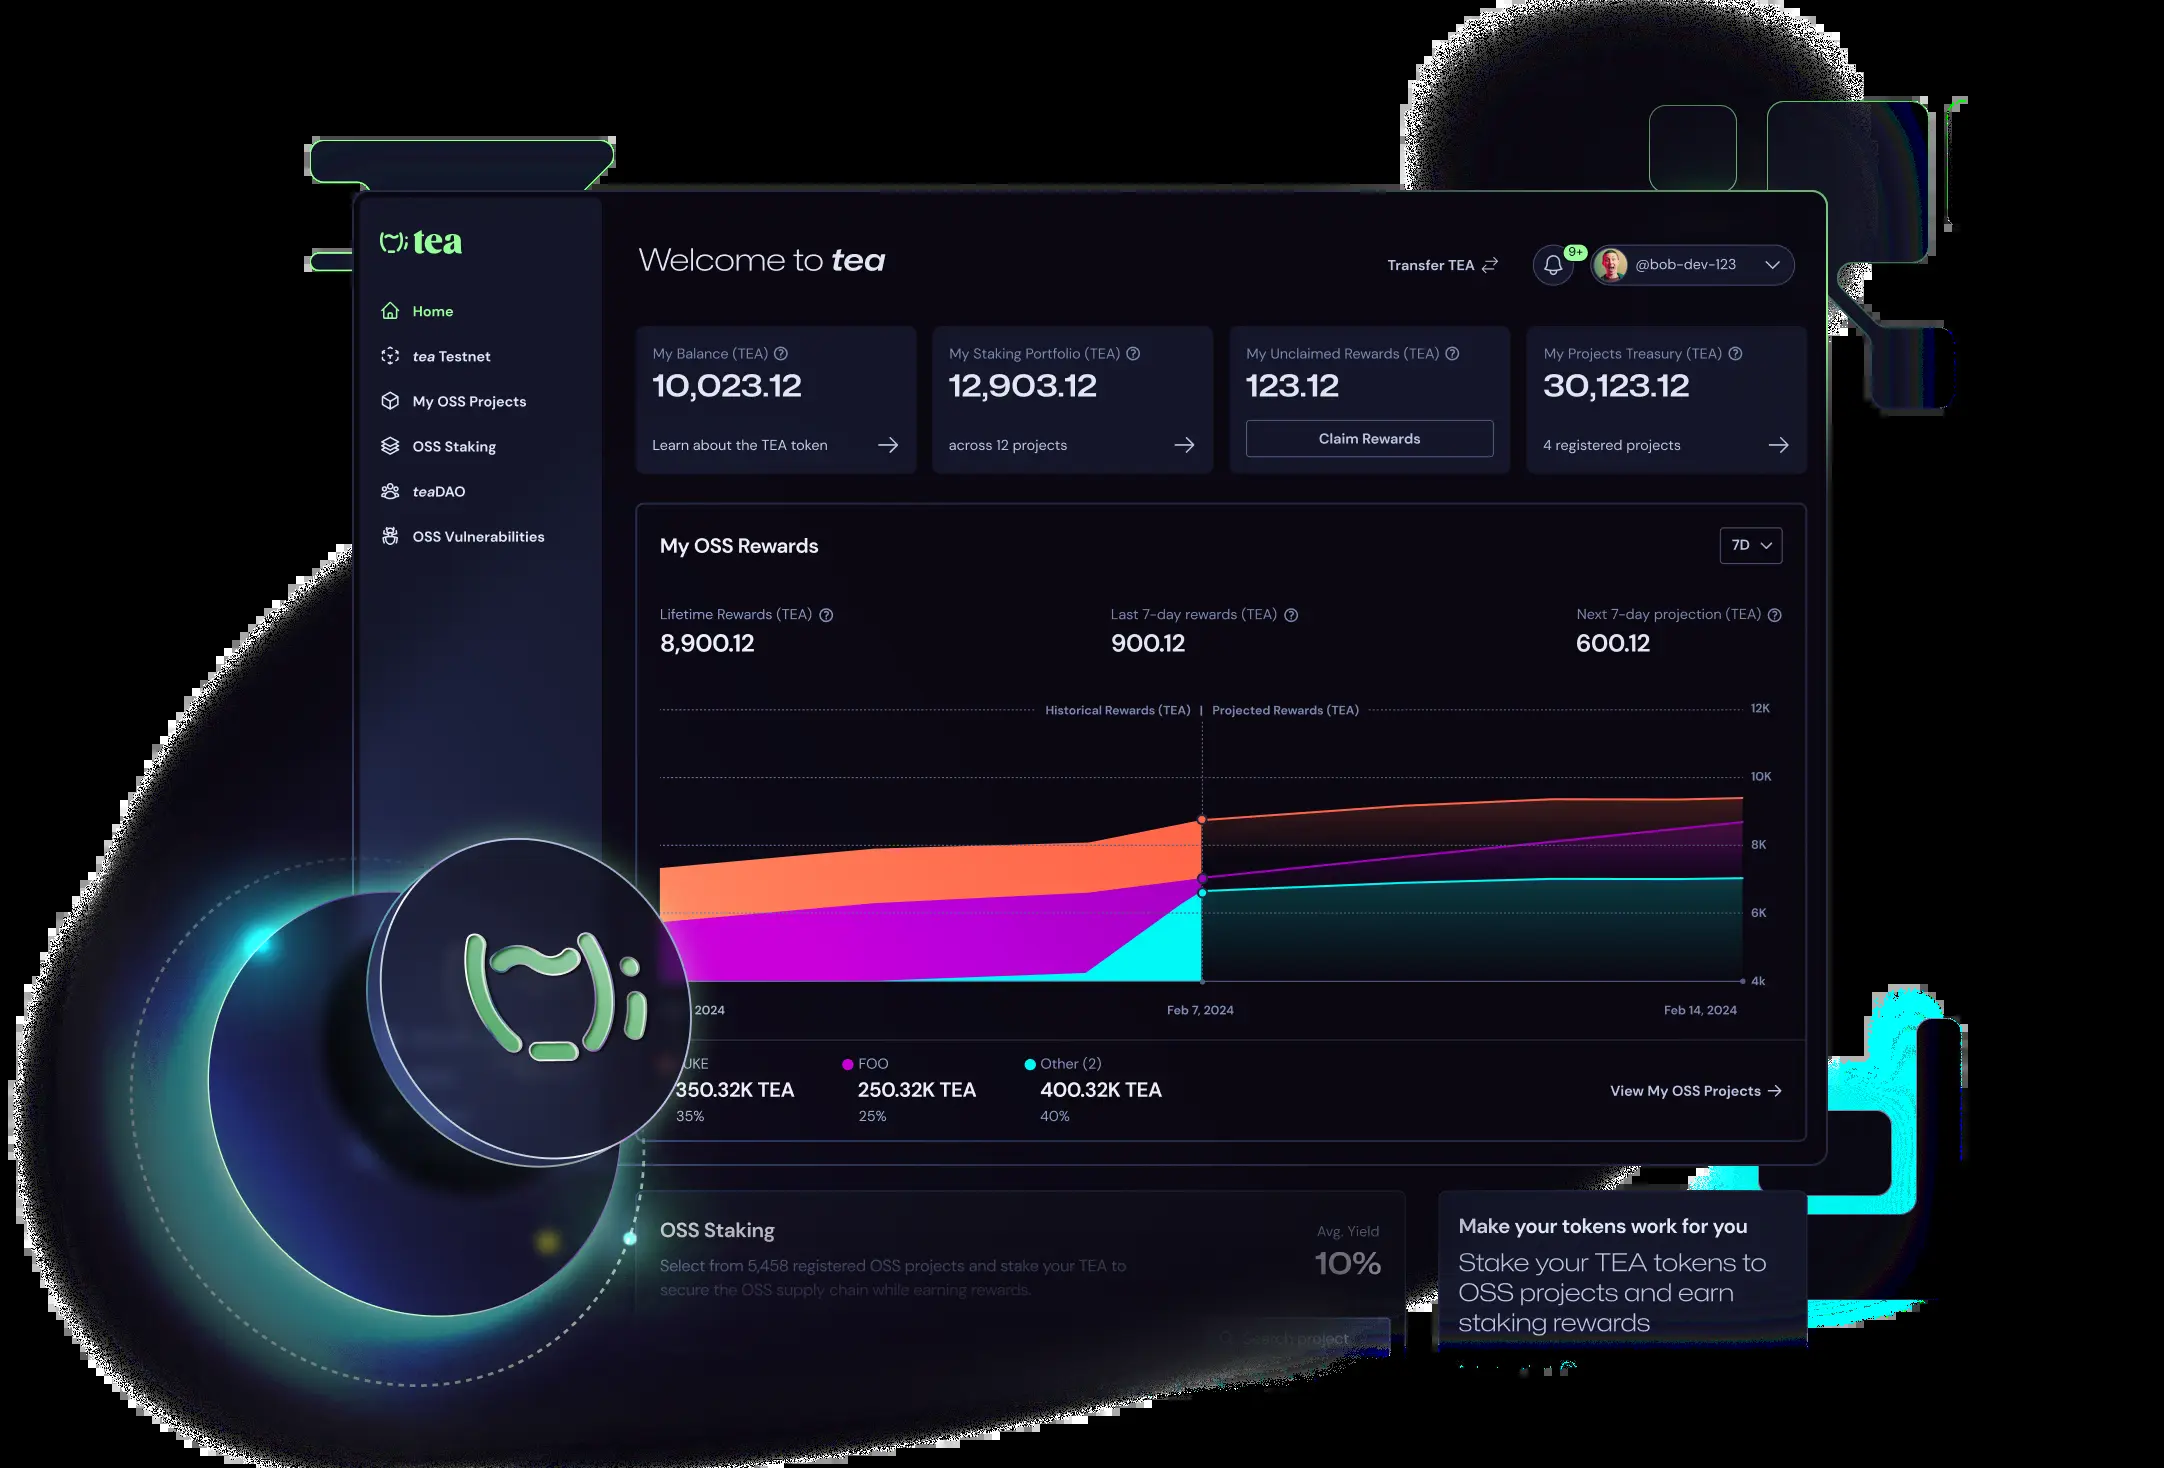 tea
Home
tea Testnet
My OSS Projects
OSS Staking
teaDAO
OSS Vulnerabilities
Welcome to tea
Transfer TEA
9+
@bob-dev-123
My Balance (TEA)
10,023.12
Learn about the TEA token
My Staking Portfolio (TEA)
12,903.12
across 12 projects
My Unclaimed Rewards (TEA)
123.12
Claim Rewards
My Projects Treasury (TEA)
30,123.12
4 registered projects
My OSS Rewards
7D
Lifetime Rewards (TEA)
8,900.12
Last 7-day rewards (TEA)
900.12
Next 7-day projection (TEA)
600.12
Historical Rewards (TEA) | Projected Rewards (TEA)
12K
10K
8K
6K
4k
2024
Feb 7, 2024
Feb 14, 2024
UKE
350.32K TEA
35%
FOO
250.32K TEA
25%
Other (2)
400.32K TEA
40%
View My OSS Projects
OSS Staking
Select from 5,458 registered OSS projects and stake your TEA to
secure the OSS supply chain while earning rewards.
Avg. Yield
10%
Search project
Make your tokens work for you
Stake your TEA tokens to
OSS projects and earn
staking rewards